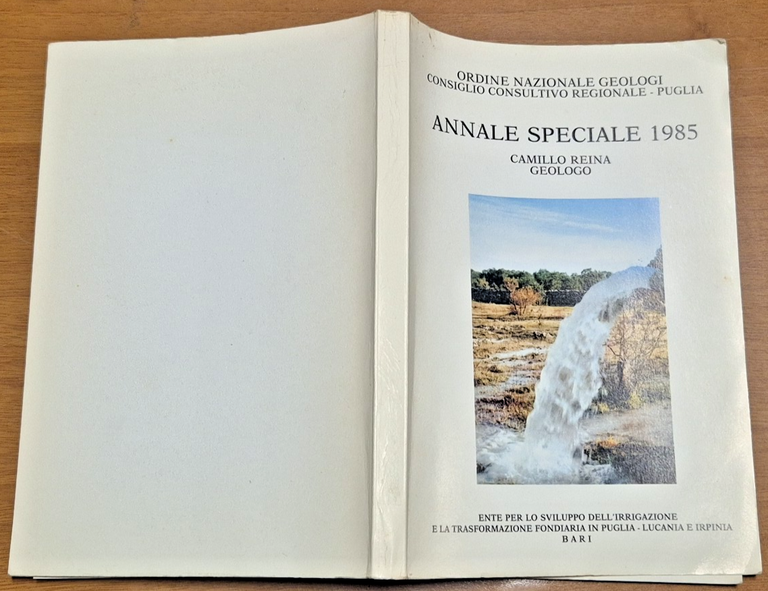 ORDINE NAZIONALE GEOLOGI
CONSIGLIO CONSULTIVO REGIONALE - PUGLIA
ANNALE SPECIALE 1985
CAMILLO REINA
GEOLOGO
ENTE PER LO SVILUPPO DELL'IRRIGAZIONE
E LA TRASFORMAZIONE FONDIARIA IN PUGLIA - LUCANIA E IRPINIA
BARI